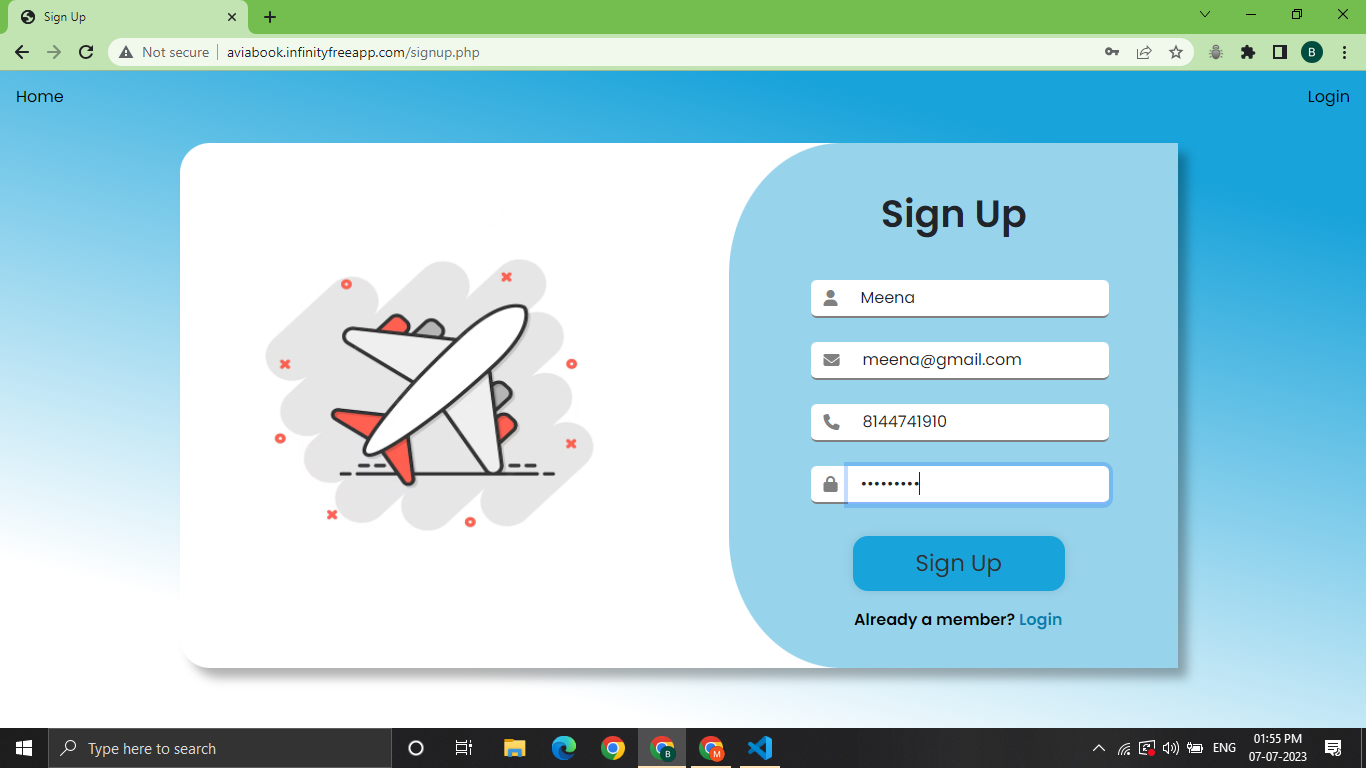 Sign Up
Not secure
aviabook.infinityfreeapp.com/signup.php
B
Home
Login
Sign Up
Meena
meena@gmail.com
8144741910
•••••••••
Sign Up
Already a member? Login
Type here to search
B
M
ENG
01:55 PM
07-07-2023